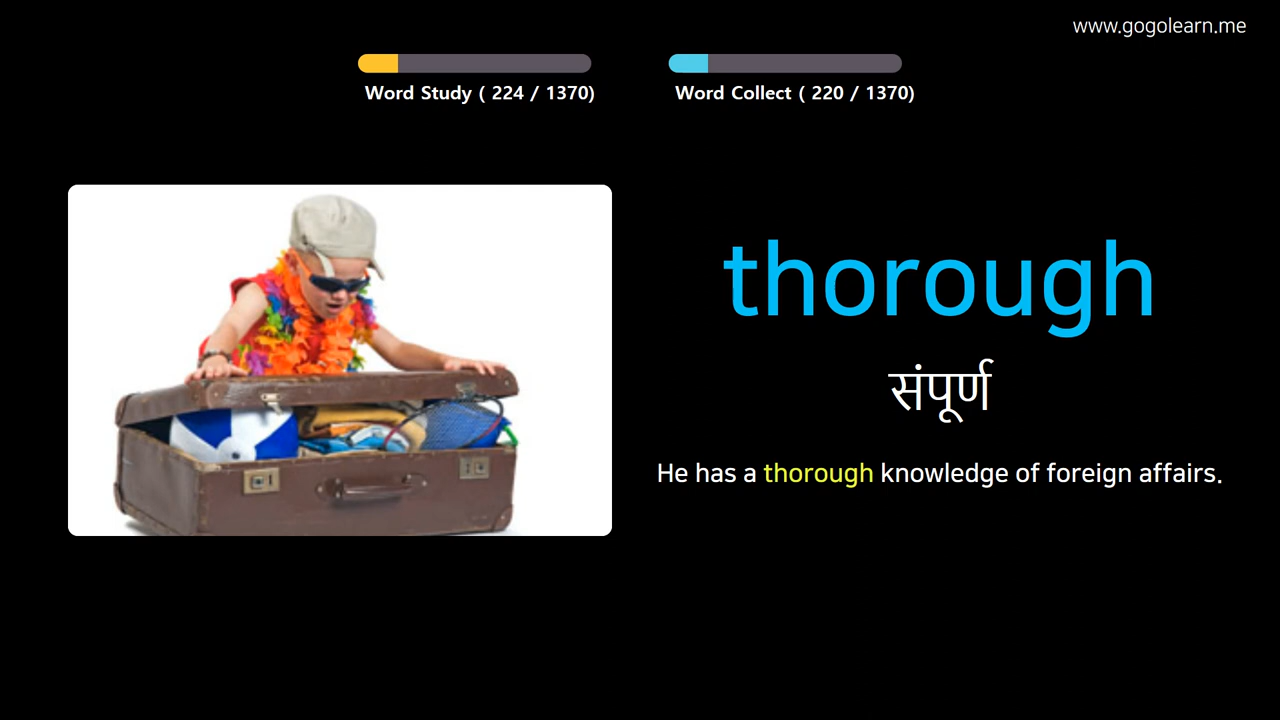 www.gogolearn.me
Word Study ( 224 / 1370)
Word Collect ( 220 / 1370)
thorough
संपूर्ण
He has a thorough knowledge of foreign affairs.